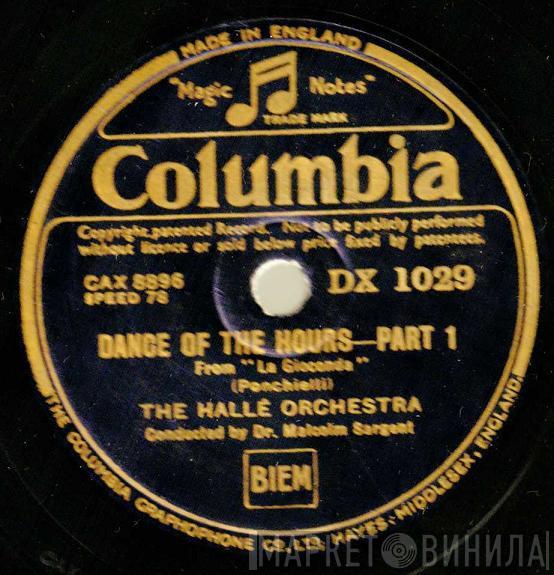 MADE IN ENGLAND
"Magic Notes"
TRADE MARK
Columbia
Copyright, patented Record. Not to be publicly performed
without licence or sold below price fixed by patentees.
CAX 8896
SPEED 78
DX 1029
DANCE OF THE HOURS—PART 1
From "La Gioconda"
(Ponchielli)
THE HALLÉ ORCHESTRA
Conducted by Dr. Malcolm Sargent
BIEM
THE COLUMBIA GRAPHOPHONE CO., LTD. HAYES · MIDDLESEX, ENGLAND.
МАРКЕТ ВИНИЛА